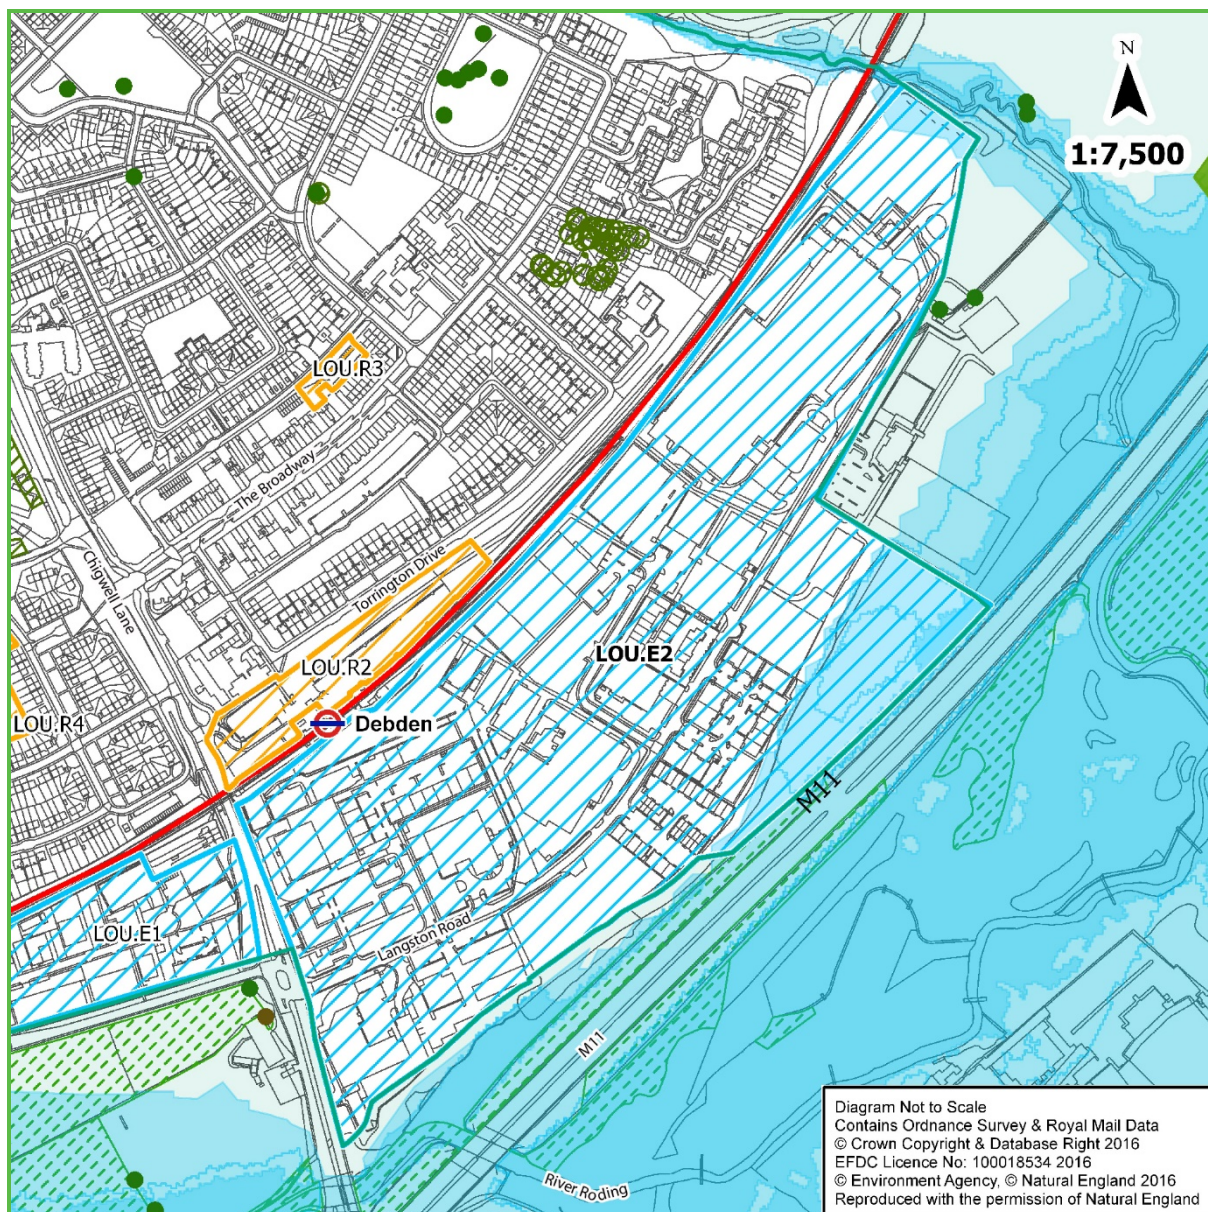 N
1:7,500
LOU.R3
The Broadway
Chigwell Lane
Torrington Drive
LOU.R2
LOU.E2
LOU.R4
Debden
M11
LOU.E1
Langston Road
M11
River Roding
Diagram Not to Scale
Contains Ordnance Survey & Royal Mail Data
© Crown Copyright & Database Right 2016
EFDC Licence No: 100018534 2016
© Environment Agency, © Natural England 2016
Reproduced with the permission of Natural England